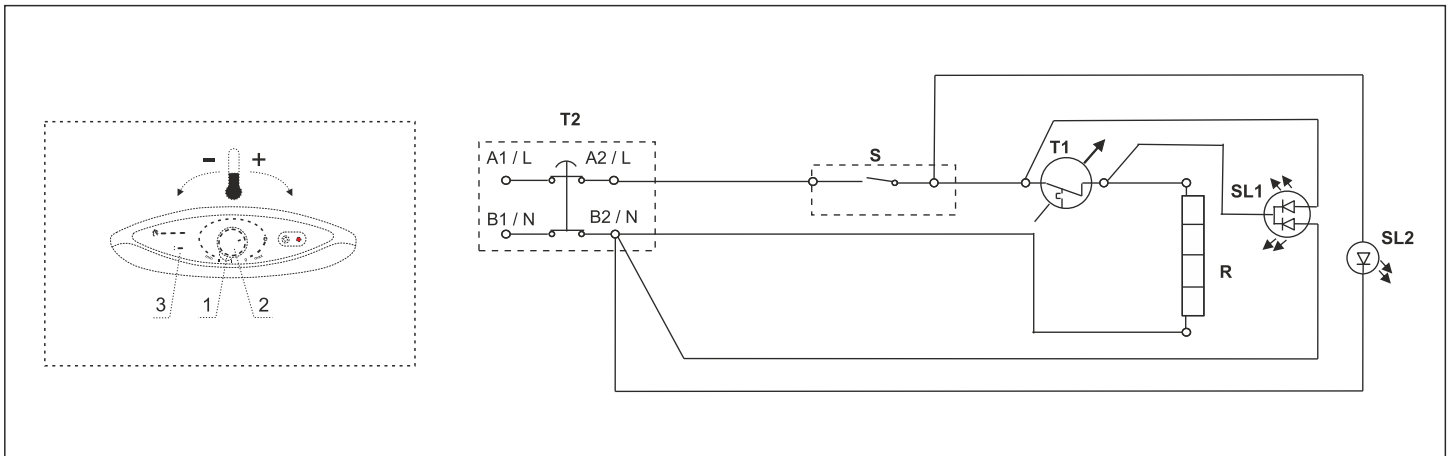 - +
3 1 2
T2
A1 / L A2 / L
B1 / N B2 / N
S
T1
SL1
R
SL2